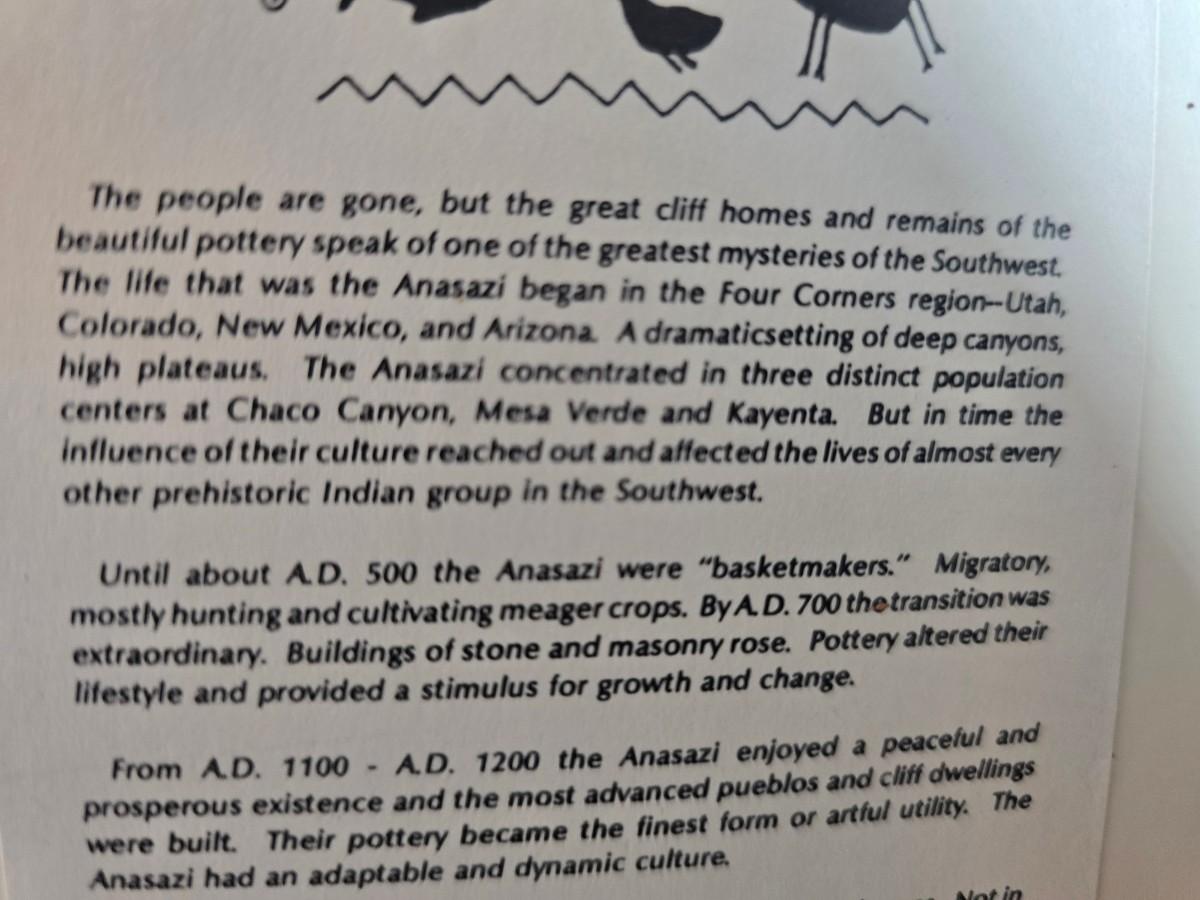 The people are gone, but the great cliff homes and remains of the
beautiful pottery speak of one of the greatest mysteries of the Southwest.
The life that was the Anasazi began in the Four Corners region--Utah,
Colorado, New Mexico, and Arizona. A dramaticsetting of deep canyons,
high plateaus. The Anasazi concentrated in three distinct population
centers at Chaco Canyon, Mesa Verde and Kayenta. But in time the
influence of their culture reached out and affected the lives of almost every
other prehistoric Indian group in the Southwest.
Until about A.D. 500 the Anasazi were "basketmakers." Migratory,
mostly hunting and cultivating meager crops. By A.D. 700 the transition was
extraordinary. Buildings of stone and masonry rose. Pottery altered their
lifestyle and provided a stimulus for growth and change.
From A.D. 1100 - A.D. 1200 the Anasazi enjoyed a peaceful and
prosperous existence and the most advanced pueblos and cliff dwellings
were built. Their pottery became the finest form or artful utility. The
Anasazi had an adaptable and dynamic culture.
Not in